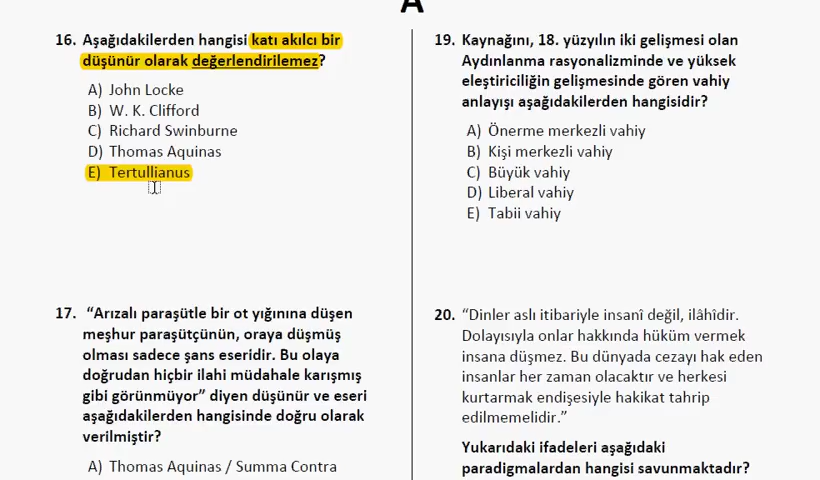 A
16. Aşağıdakilerden hangisi katı akılcı bir
düşünür olarak değerlendirilemez?
A) John Locke
B) W. K. Clifford
C) Richard Swinburne
D) Thomas Aquinas
E) Tertullianus
17. “Arızalı paraşütle bir ot yığınına düşen
meşhur paraşütçünün, oraya düşmüş
olması sadece şans eseridir. Bu olaya
doğrudan hiçbir ilahi müdahale karışmış
gibi görünmüyor” diyen düşünür ve eseri
aşağıdakilerden hangisinde doğru olarak
verilmiştir?
A) Thomas Aquinas / Summa Contra
19. Kaynağını, 18. yüzyılın iki gelişmesi olan
Aydınlanma rasyonalizminde ve yüksek
eleştiriciliğin gelişmesinde gören vahiy
anlayışı aşağıdakilerden hangisidir?
A) Önerme merkezli vahiy
B) Kişi merkezli vahiy
C) Büyük vahiy
D) Liberal vahiy
E) Tabii vahiy
20. “Dinler aslı itibariyle insanî değil, ilâhîdir.
Dolayısıyla onlar hakkında hüküm vermek
insana düşmez. Bu dünyada cezayı hak eden
insanlar her zaman olacaktır ve herkesi
kurtarmak endişesiyle hakikat tahrip
edilmemelidir.”
Yukarıdaki ifadeleri aşağıdaki
paradigmalardan hangisi savunmaktadır?